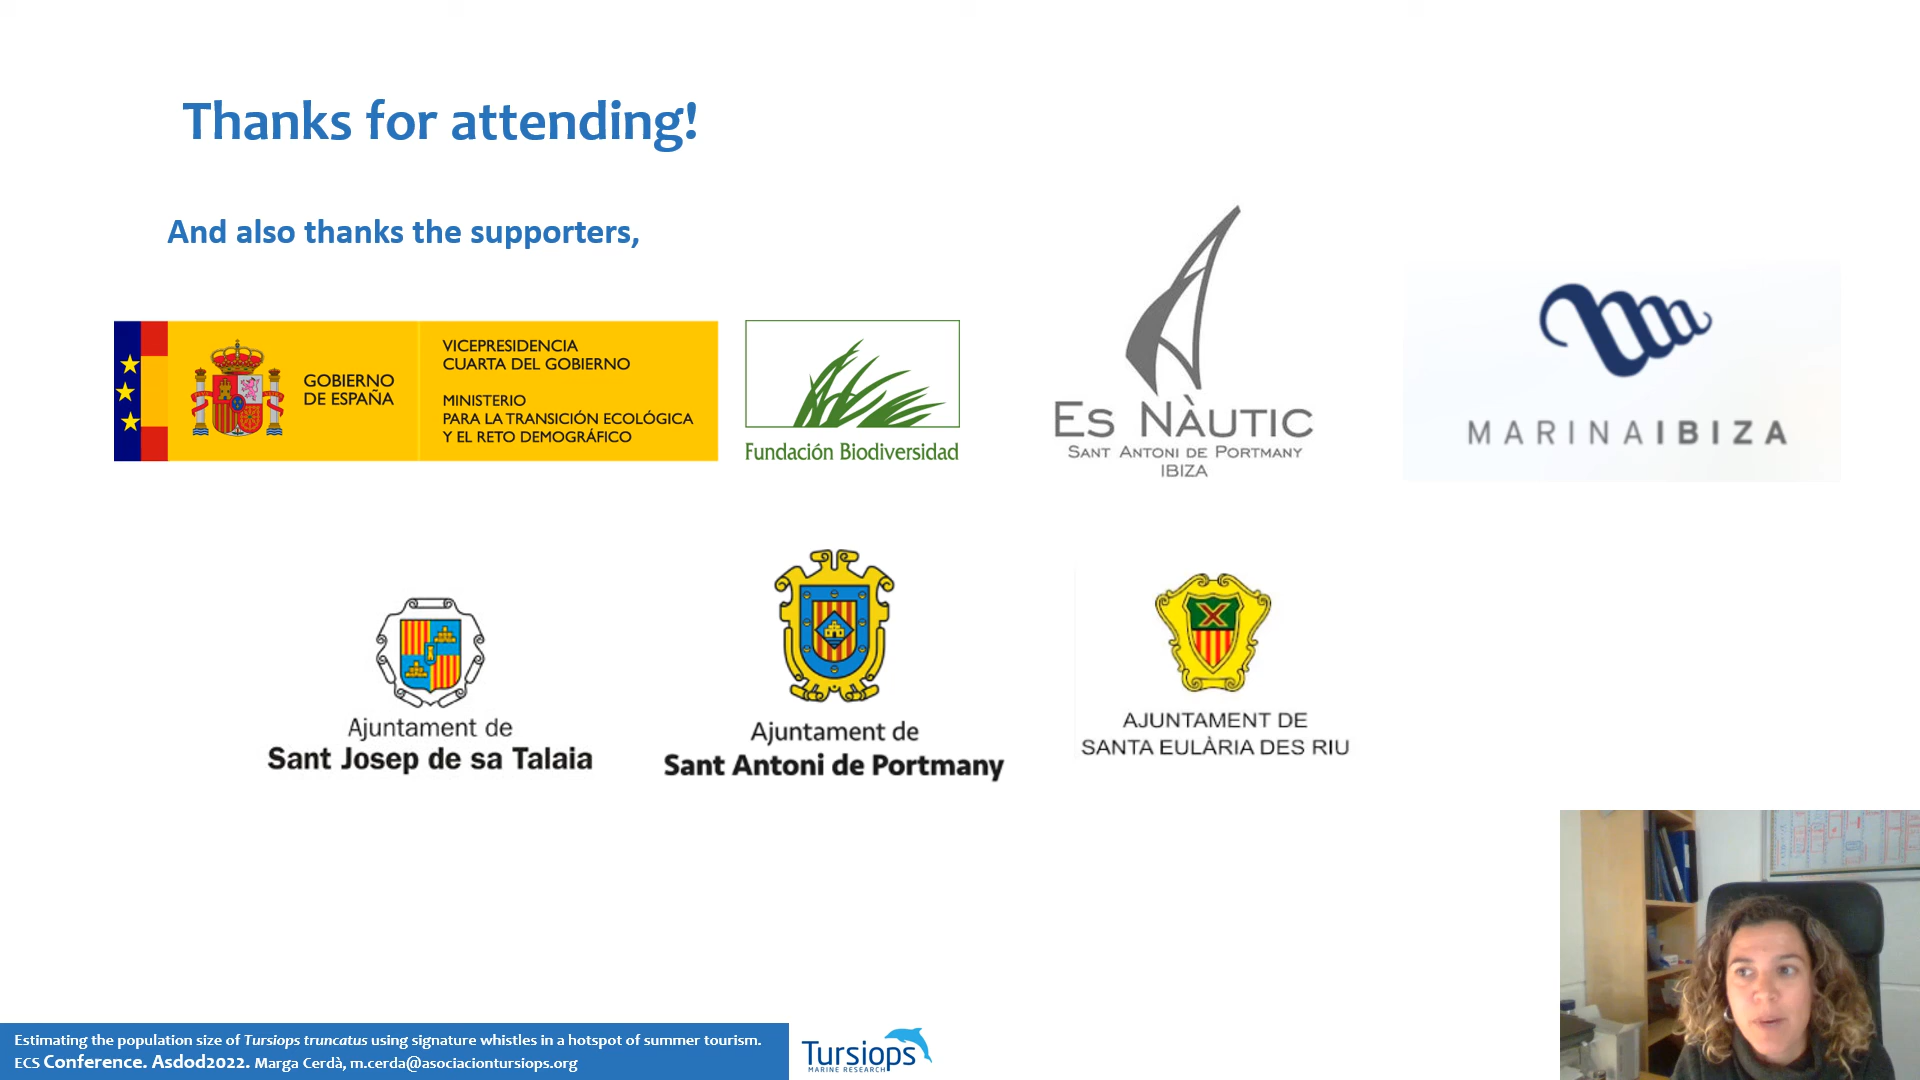 Thanks for attending!
And also thanks the supporters,
GOBIERNO
DE ESPAÑA
VICEPRESIDENCIA
CUARTA DEL GOBIERNO
MINISTERIO
PARA LA TRANSICIÓN ECOLÓGICA
Y EL RETO DEMOGRÁFICO
Fundación Biodiversidad
ES NÀUTIC
SANT ANTONI DE PORTMANY
IBIZA
MARINAIBIZA
Ajuntament de
Sant Josep de sa Talaia
Ajuntament de
Sant Antoni de Portmany
AJUNTAMENT DE
SANTA EULÀRIA DES RIU
Estimating the population size of Tursiops truncatus using signature whistles in a hotspot of summer tourism.
ECS Conference. Asdod2022. Marga Cerdà, m.cerda@asociaciontursiops.org
Tursiops
MARINE RESEARCH